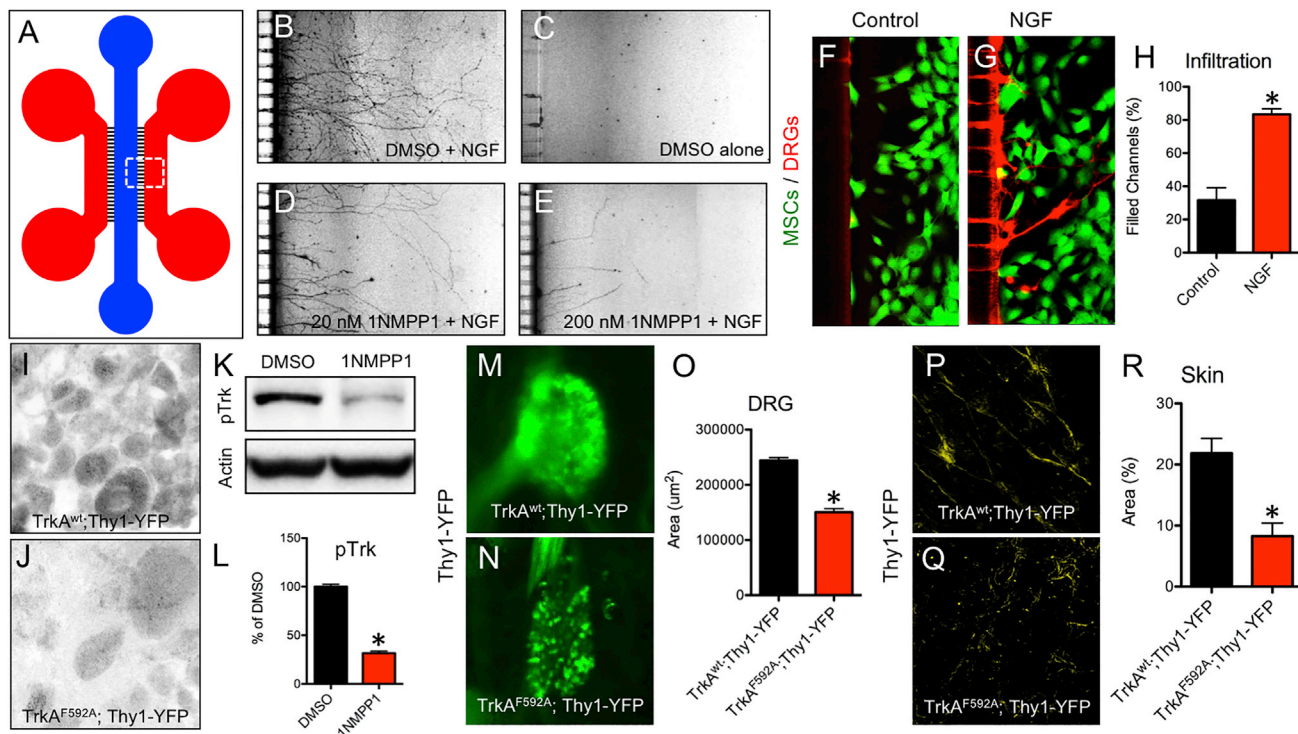 A
B
DMSO + NGF
C
DMSO alone
D
20 nM 1NMPP1 + NGF
E
200 nM 1NMPP1 + NGF
MSCs / DRGs
Control
F
NGF
G
H
Infiltration
Filled Channels (%)
100
80
60
40
20
0
*
Control
NGF
I
TrkAwt;Thy1-YFP
J
TrkAF592A; Thy1-YFP
K
DMSO
1NMPP1
pTrk
Actin
L
pTrk
% of DMSO
150
100
50
0
*
DMSO
1NMPP1
Thy1-YFP
M
TrkAwt;Thy1-YFP
N
TrkAF592A; Thy1-YFP
O
DRG
Area (um2)
300000
200000
100000
0
*
TrkAwt;Thy1-YFP
TrkAF592A;Thy1-YFP
Thy1-YFP
P
TrkAwt;Thy1-YFP
Q
TrkAF592A; Thy1-YFP
R
Skin
Area (%)
30
20
10
0
*
TrkAwt;Thy1-YFP
TrkAF592A;Thy1-YFP